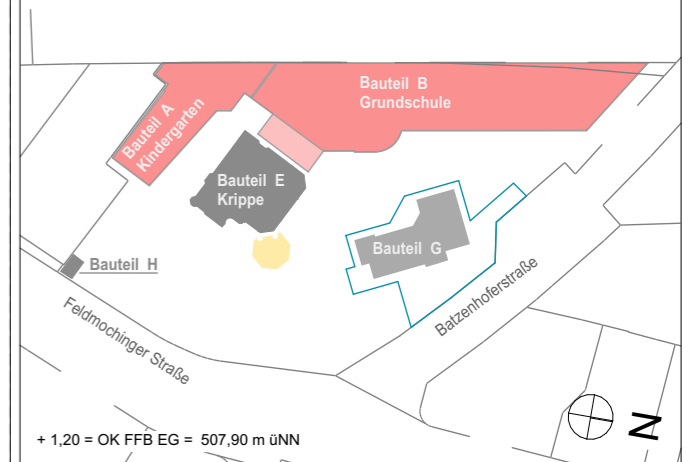 Bauteil B
Grundschule
Bauteil A
Kindergarten
Bauteil E
Krippe
Bauteil G
Bauteil H
Feldmochinger Straße
Batzenhoferstraße
N
+ 1,20 = OK FFB EG = 507,90 m üNN